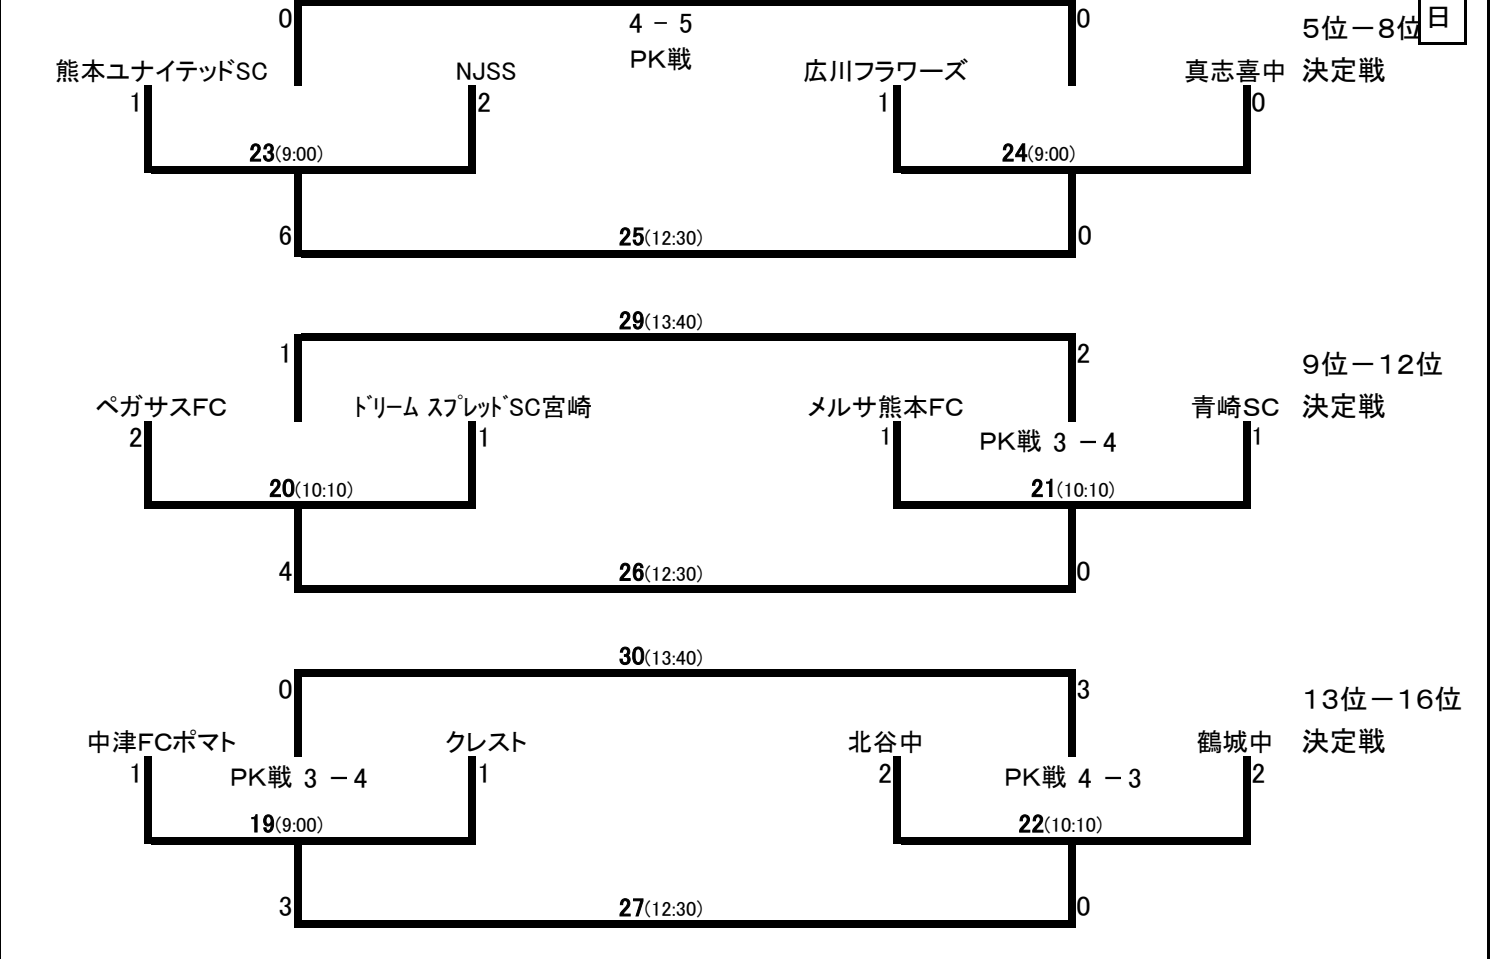 日
0 4 － 5 0 5位－8位
PK戦
熊本ユナイテッドSC NJSS 広川フラワーズ 真志喜中 決定戦
1 2 1 0
23(9:00) 24(9:00)
6 25(12:30) 0
29(13:40)
1 2 9位－12位
ペガサスFC ﾄﾞﾘｰﾑ ｽﾌﾟﾚｯﾄﾞSC宮崎 メルサ熊本FC 青崎SC 決定戦
2 1 1 PK戦 3 －4 1
20(10:10) 21(10:10)
4 26(12:30) 0
30(13:40)
0 3 13位－16位
中津FCポマト クレスト 北谷中 鶴城中 決定戦
1 PK戦 3 －4 1 2 PK戦 4 －3 2
19(9:00) 22(10:10)
3 27(12:30) 0